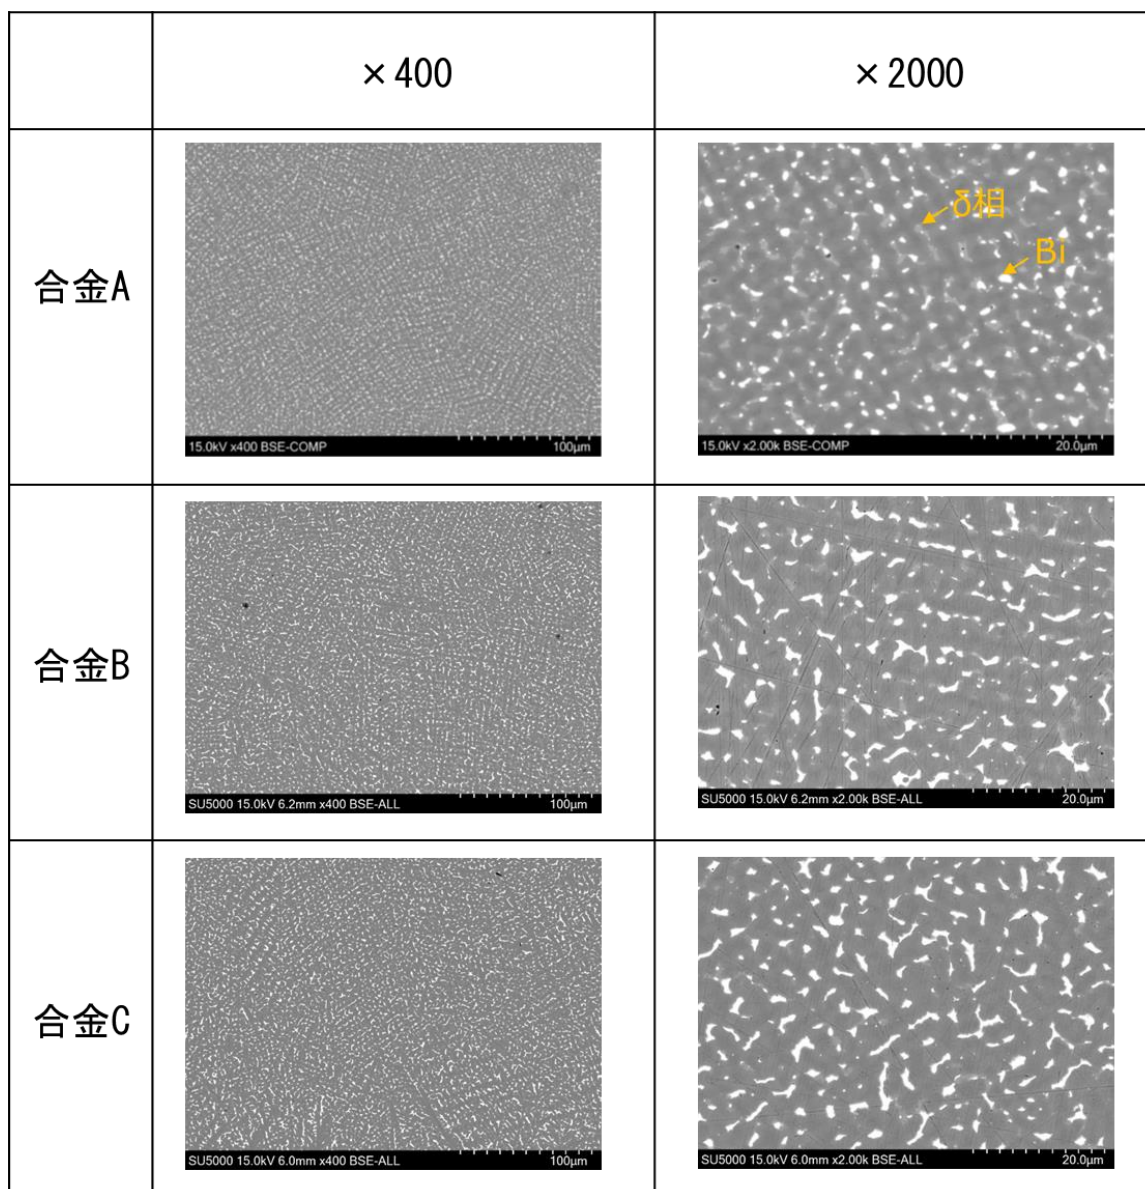 ×400
×2000
合金A
δ相
Bi
15.0kV x400 BSE-COMP
100µm
15.0kV x2.00k BSE-COMP
20.0µm
合金B
SU5000 15.0kV 6.2mm x400 BSE-ALL
100µm
SU5000 15.0kV 6.2mm x2.00k BSE-ALL
20.0µm
合金C
SU5000 15.0kV 6.0mm x400 BSE-ALL
100µm
SU5000 15.0kV 6.0mm x2.00k BSE-ALL
20.0µm